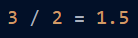 3 / 2 = 1.5